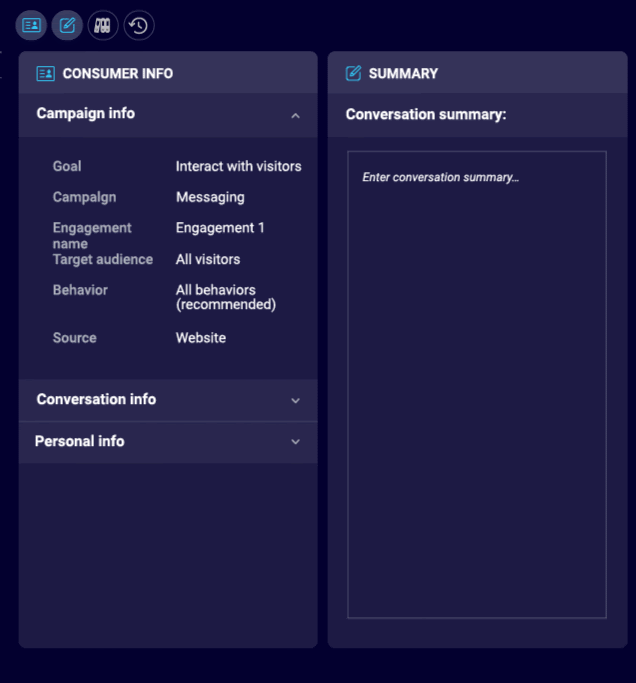 CONSUMER INFO
Campaign info
Goal Interact with visitors
Campaign Messaging
Engagement Engagement 1
name
Target audience All visitors
Behavior All behaviors
(recommended)
Source Website
Conversation info
Personal info
SUMMARY
Conversation summary:
Enter conversation summary...